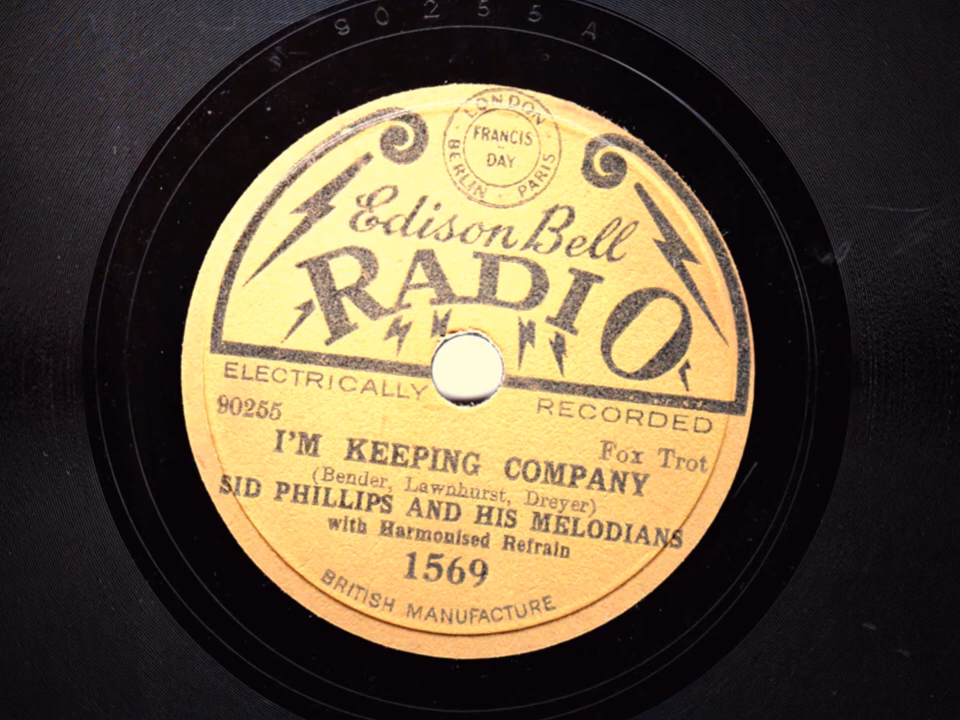 90255A
LONDON
FRANCIS
DAY
BERLIN · PARIS
Edison Bell
RADIO
ELECTRICALLY RECORDED
90255
Fox Trot
I'M KEEPING COMPANY
(Bender, Lawnhurst, Dreyer)
SID PHILLIPS AND HIS MELODIANS
with Harmonised Refrain
1569
BRITISH MANUFACTURE